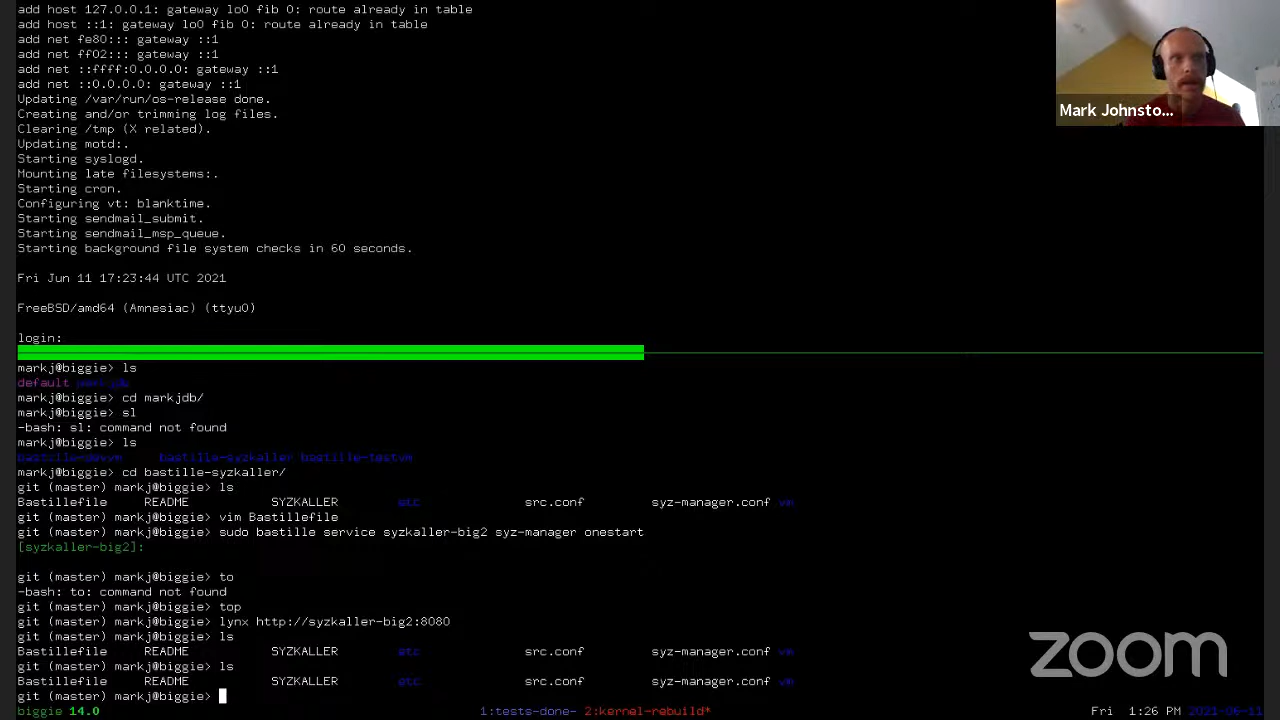 add host 127.0.0.1: gateway lo0 fib 0: route already in table
add host ::1: gateway lo0 fib 0: route already in table
add net fe80::: gateway ::1
add net ff02::: gateway ::1
add net ::ffff:0.0.0.0: gateway ::1
add net ::0.0.0.0: gateway ::1
Updating /var/run/os-release done.
Creating and/or trimming log files.
Clearing /tmp (X related).
Updating motd:.
Starting syslogd.
Mounting late filesystems:.
Starting cron.
Configuring vt: blanktime.
Starting sendmail_submit.
Starting sendmail_msp_queue.
Starting background file system checks in 60 seconds.
Fri Jun 11 17:23:44 UTC 2021
FreeBSD/amd64 (Amnesiac) (ttyu0)
login:
markj@biggie> ls
default
markj@biggie> cd markjdb/
markj@biggie> sl
-bash: sl: command not found
markj@biggie> ls
bastille-syzkaller bastille-testvm
markj@biggie> cd bastille-syzkaller/
git (master) markj@biggie> ls
Bastillefile README SYZKALLER etc src.conf syz-manager.conf vm
git (master) markj@biggie> vim Bastillefile
git (master) markj@biggie> sudo bastille service syzkaller-big2 syz-manager onestart
[syzkaller-big2]:
git (master) markj@biggie> to
-bash: to: command not found
git (master) markj@biggie> top
git (master) markj@biggie> lynx http://syzkaller-big2:8080
git (master) markj@biggie> ls
Bastillefile README SYZKALLER etc src.conf syz-manager.conf vm
git (master) markj@biggie> ls
Bastillefile README SYZKALLER etc src.conf syz-manager.conf vm
git (master) markj@biggie>
biggie 14.0 1:tests-done- 2:kernel-rebuild* Fri 1:26 PM 2021-06-11
Mark Johnsto...
zoom